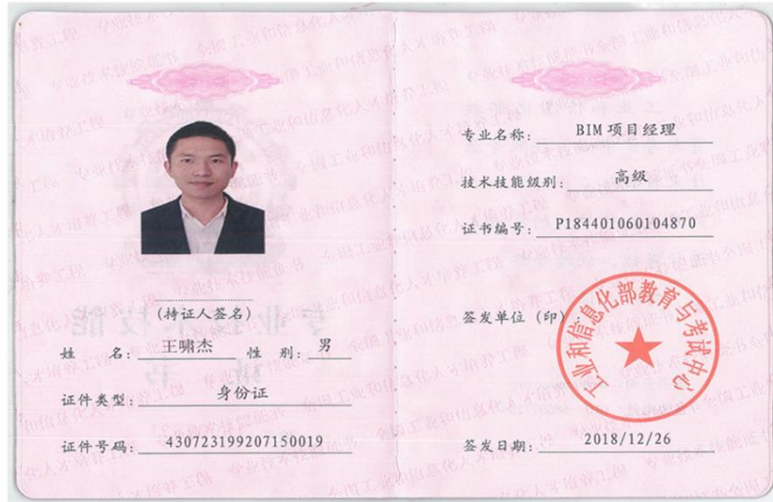 (持证人签名)
姓 名: 王啸杰 性 别: 男
证件类型: 身份证
证件号码: 430723199207150019
专业名称: BIM 项目经理
技术技能级别: 高级
证书编号: P184401060104870
签发单位 (印)
工业和信息化部教育与考试中心
签发日期: 2018/12/26